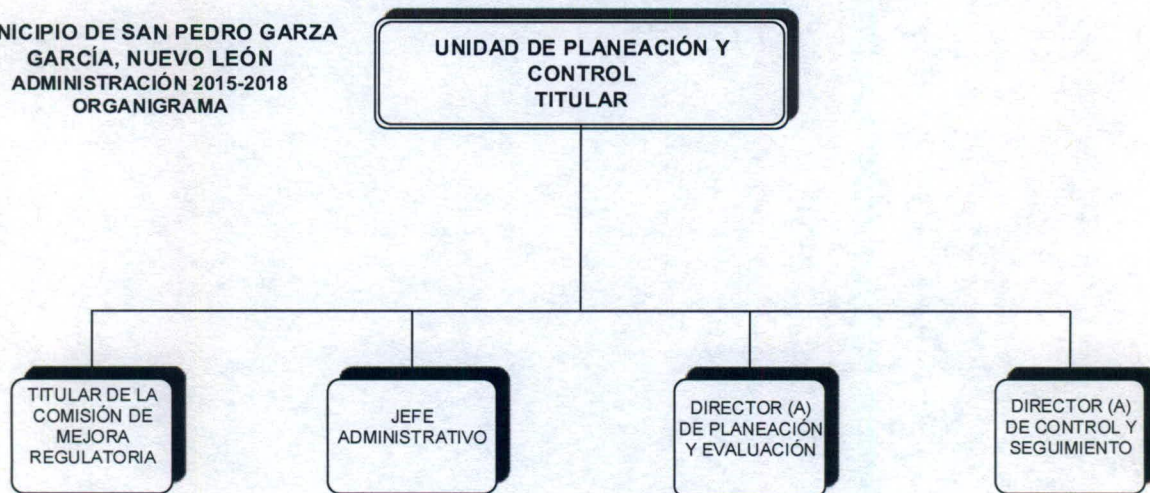 NICIPIO DE SAN PEDRO GARZA
GARCÍA, NUEVO LEÓN
ADMINISTRACIÓN 2015-2018
ORGANIGRAMA
UNIDAD DE PLANEACIÓN Y
CONTROL
TITULAR
TITULAR DE LA
COMISIÓN DE
MEJORA
REGULATORIA
JEFE
ADMINISTRATIVO
DIRECTOR (A)
DE PLANEACIÓN
Y EVALUACIÓN
DIRECTOR (A)
DE CONTROL Y
SEGUIMIENTO